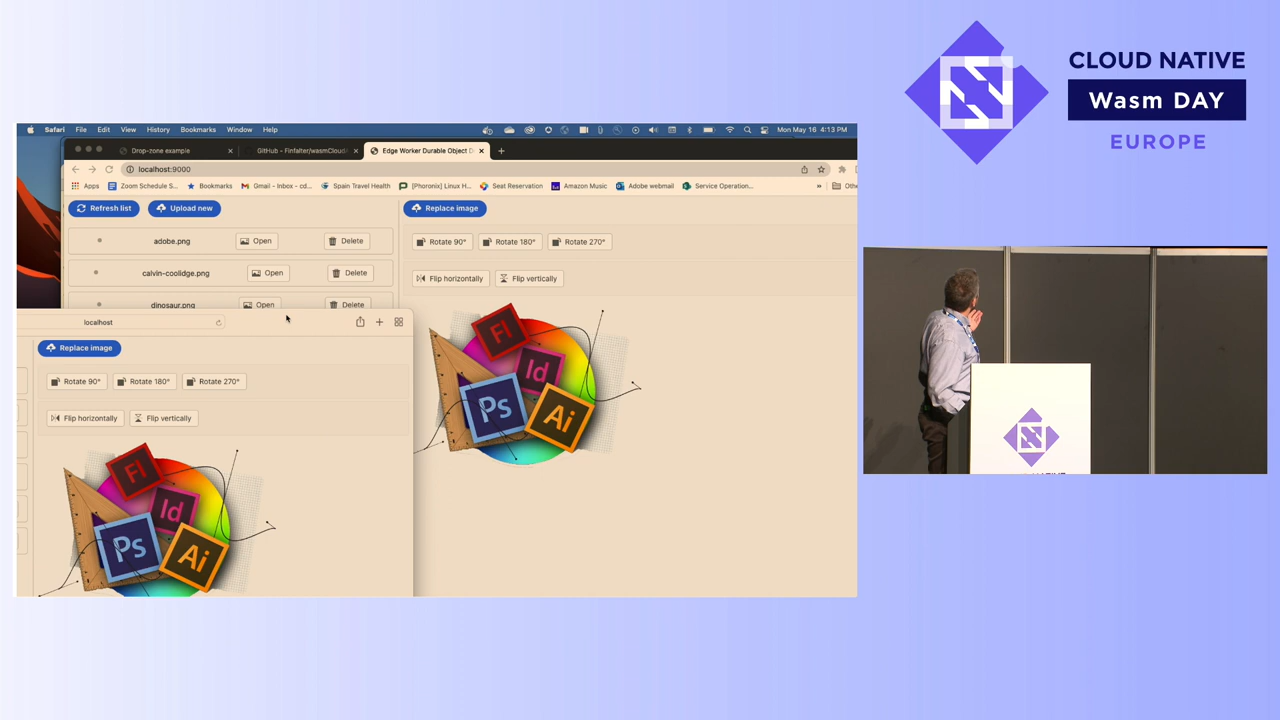 CLOUD NATIVE
Wasm DAY
EUROPE
Safari File Edit View History Bookmarks Window Help Mon May 16 4:13 PM
Drop-zone example GitHub - Finfalter/wasmCloud Edge Worker Durable Object D
localhost:9000
Apps Zoom Schedule S... Bookmarks Gmail - Inbox - cd... Spain Travel Health [Phoronix] Linux H... Seat Reservation Amazon Music Adobe webmail Service Operation... » Oth
Refresh list Upload new Replace image
adobe.png Open Delete Rotate 90° Rotate 180° Rotate 270°
calvin-coolidge.png Open Delete Flip horizontally Flip vertically
dinosaur.png Open Delete
localhost
Replace image
Rotate 90° Rotate 180° Rotate 270°
Flip horizontally Flip vertically
Fl
Id
Ps
Ai
Fl
Id
Ps
Ai